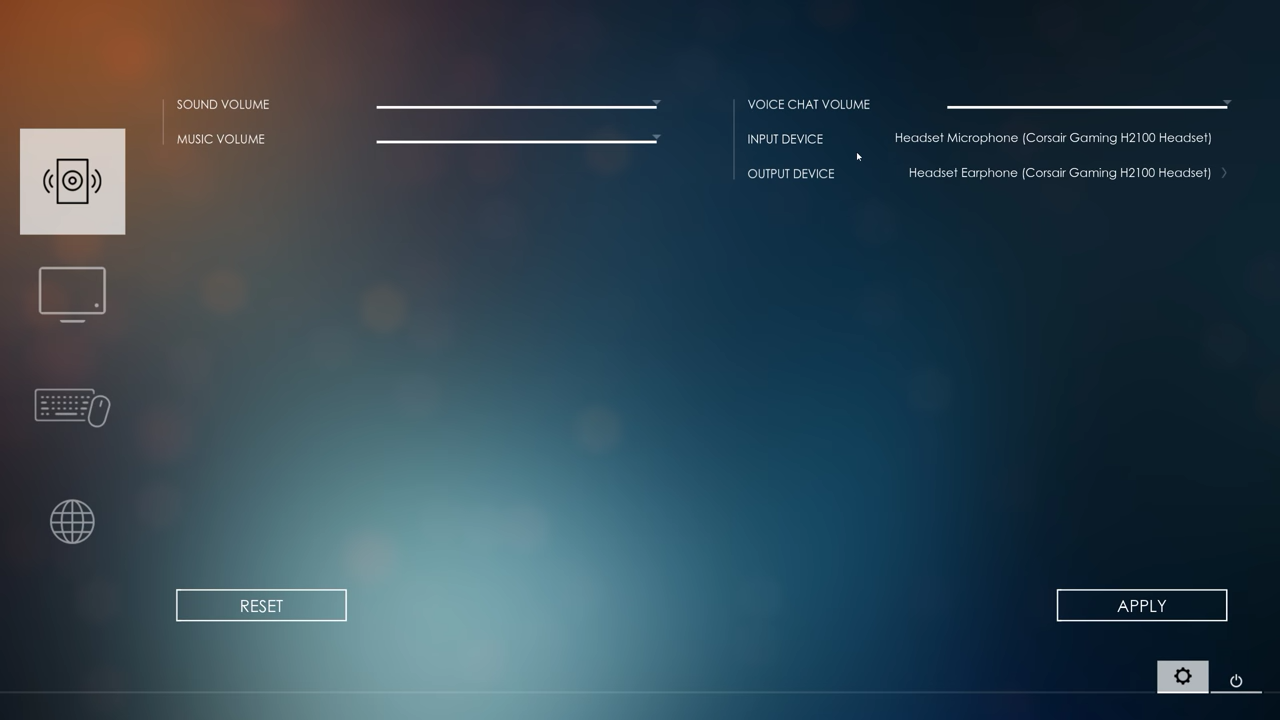 SOUND VOLUME
MUSIC VOLUME
VOICE CHAT VOLUME
INPUT DEVICE Headset Microphone (Corsair Gaming H2100 Headset)
OUTPUT DEVICE Headset Earphone (Corsair Gaming H2100 Headset)
RESET
APPLY